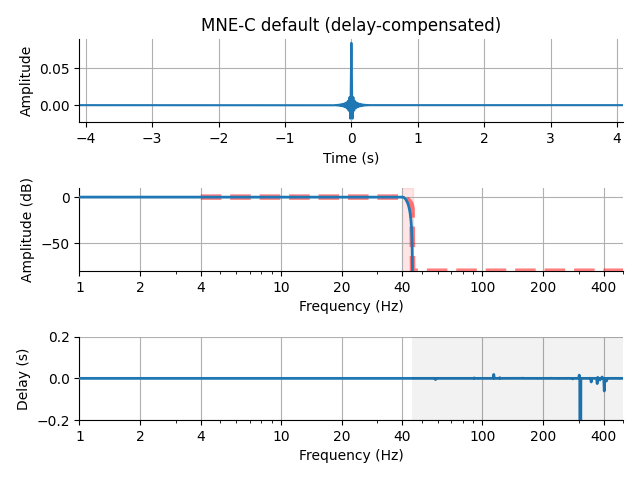 MNE-C default (delay-compensated)
Amplitude
0.05
0.00
−4 −3 −2 −1 0 1 2 3 4
Time (s)
Amplitude (dB)
0
−50
1 2 4 10 20 40 100 200 400
Frequency (Hz)
Delay (s)
0.2
0.0
−0.2
1 2 4 10 20 40 100 200 400
Frequency (Hz)